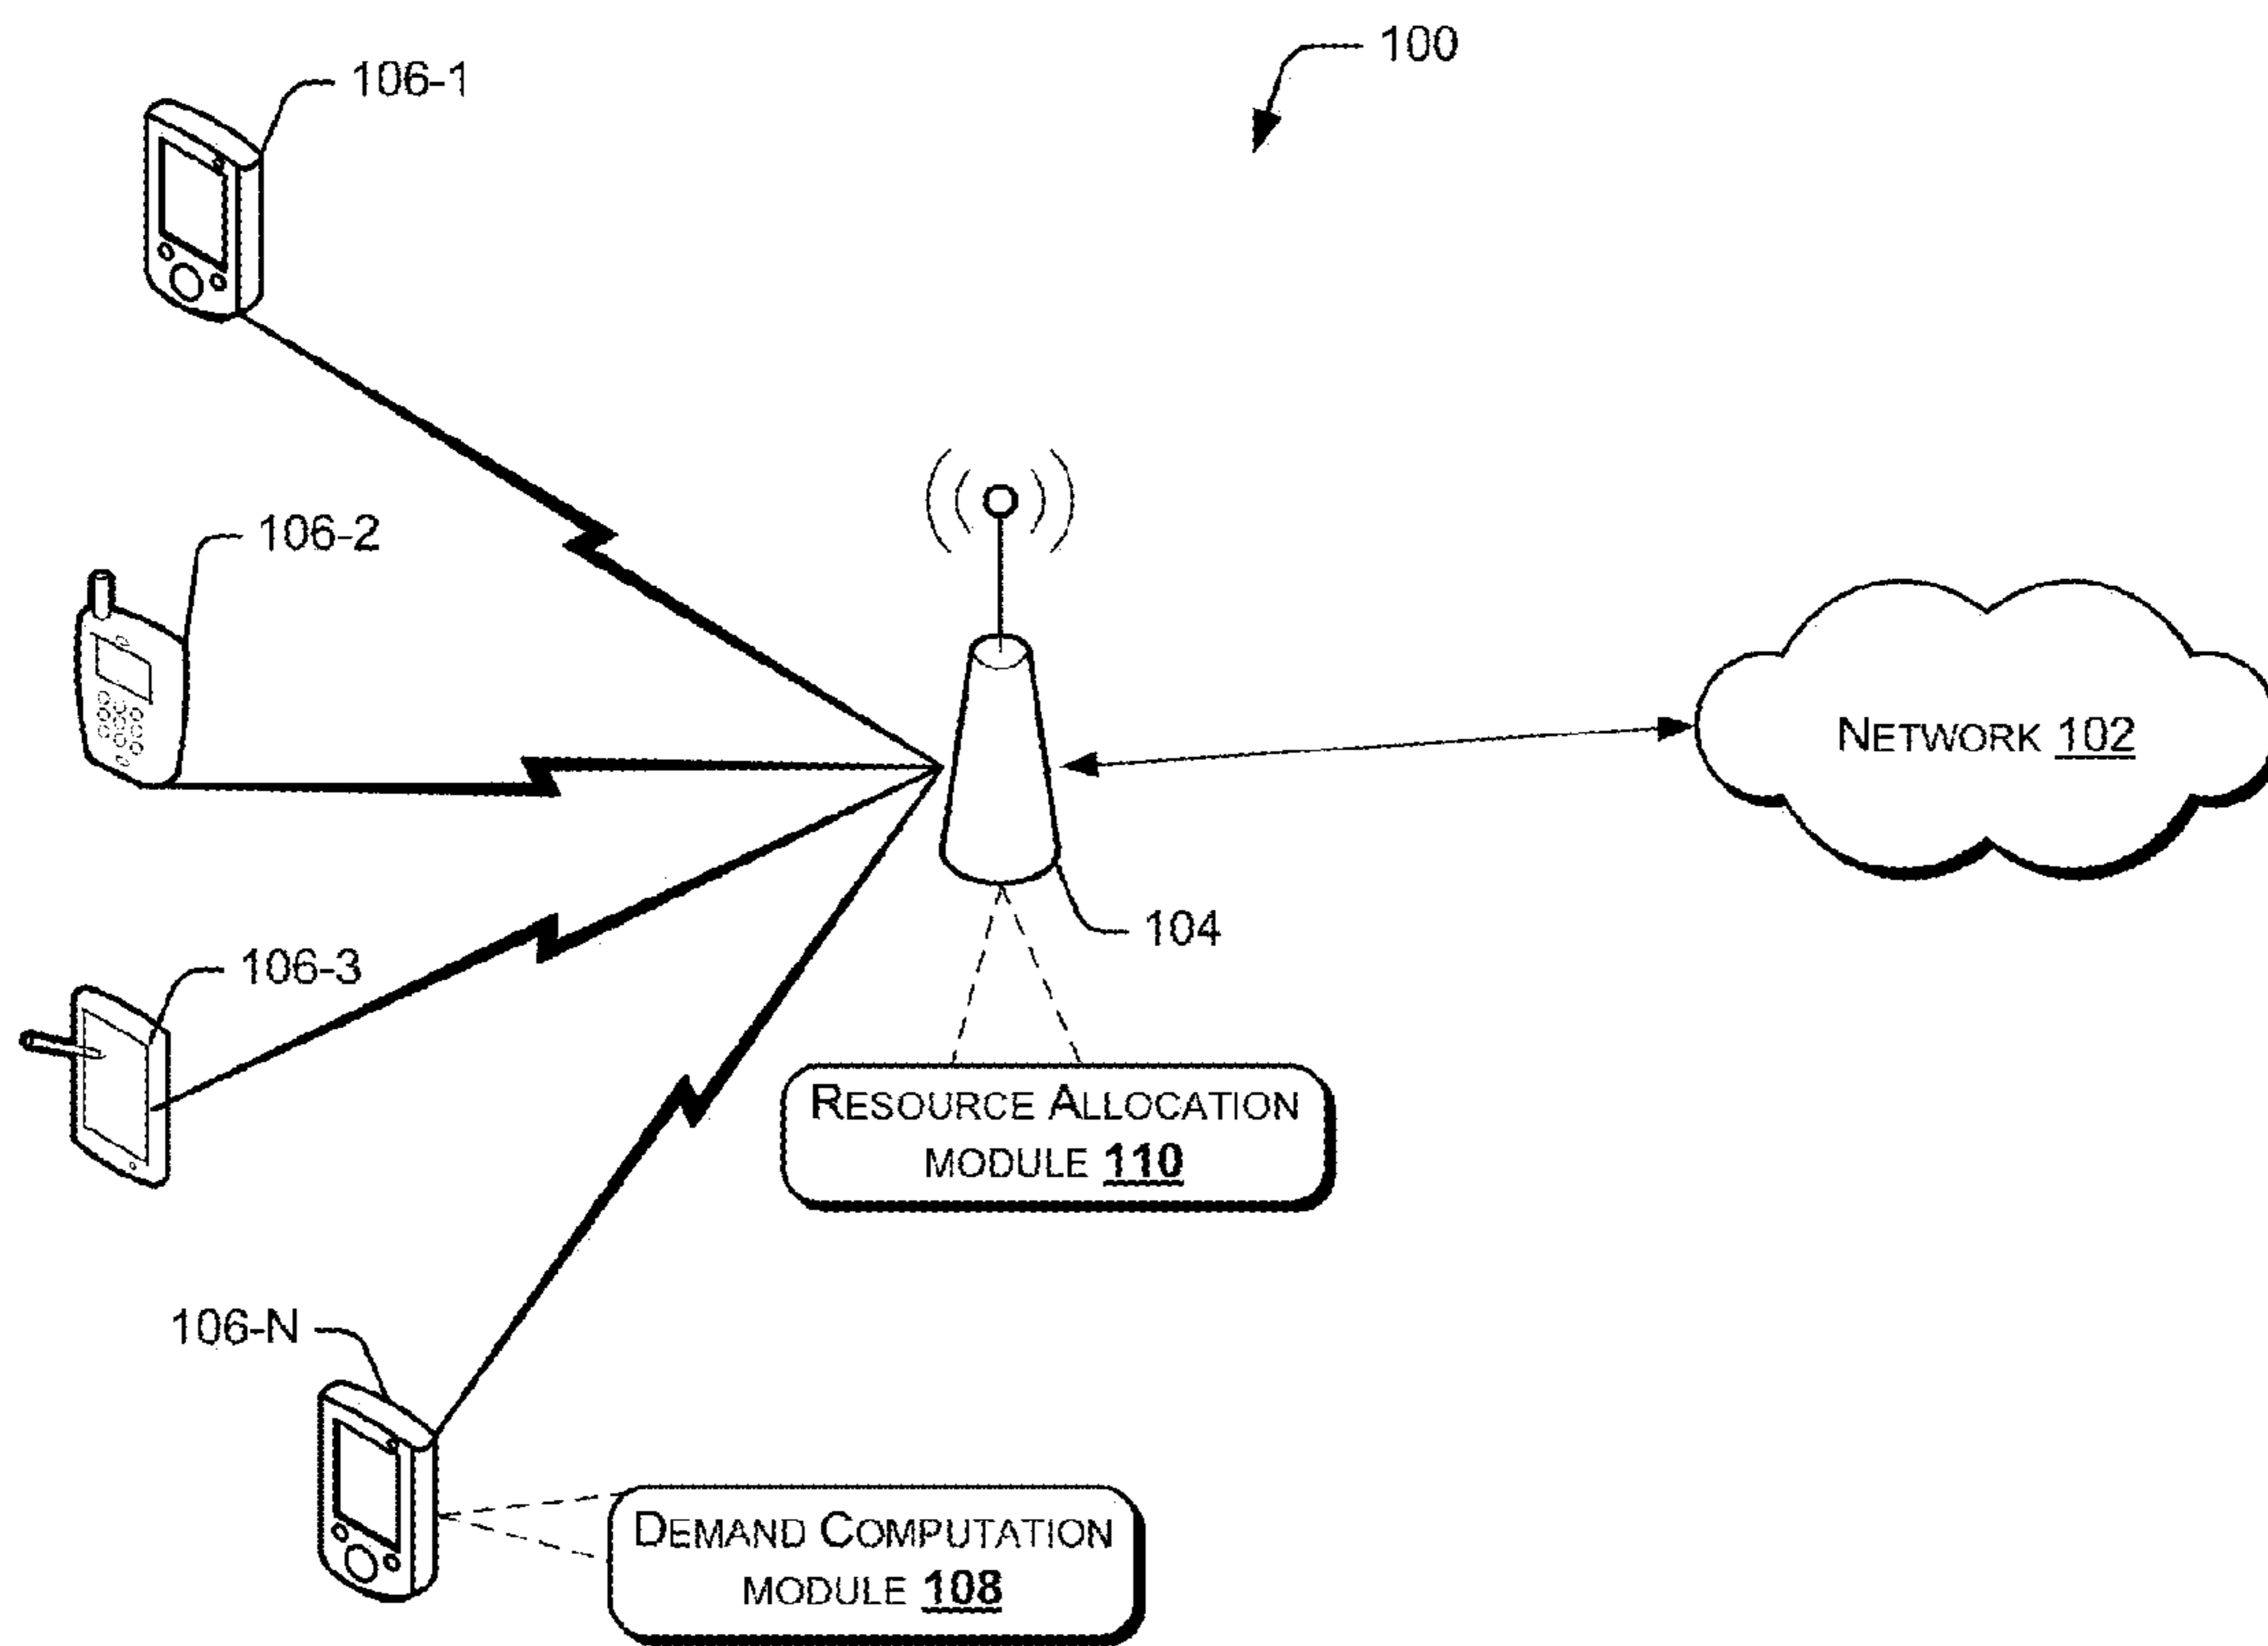 100
106-1
106-2
NETWORK 102
104
106-3
RESOURCE ALLOCATION
MODULE 110
106-N
DEMAND COMPUTATION
MODULE 108